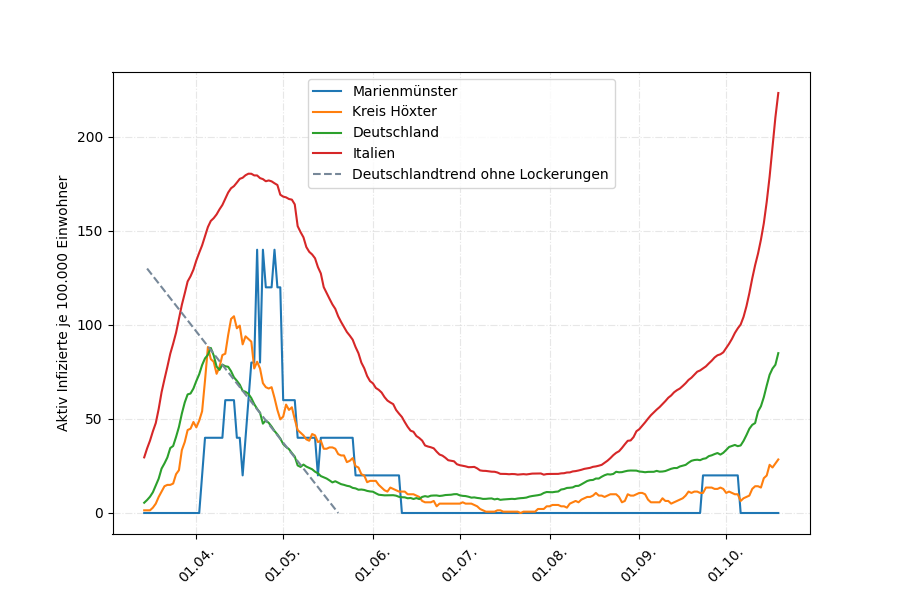 Marienmünster
Kreis Höxter
Deutschland
Italien
Deutschlandtrend ohne Lockerungen
Aktiv Infizierte je 100.000 Einwohner
200
150
100
50
0
01.04.
01.05.
01.06.
01.07.
01.08.
01.09.
01.10.